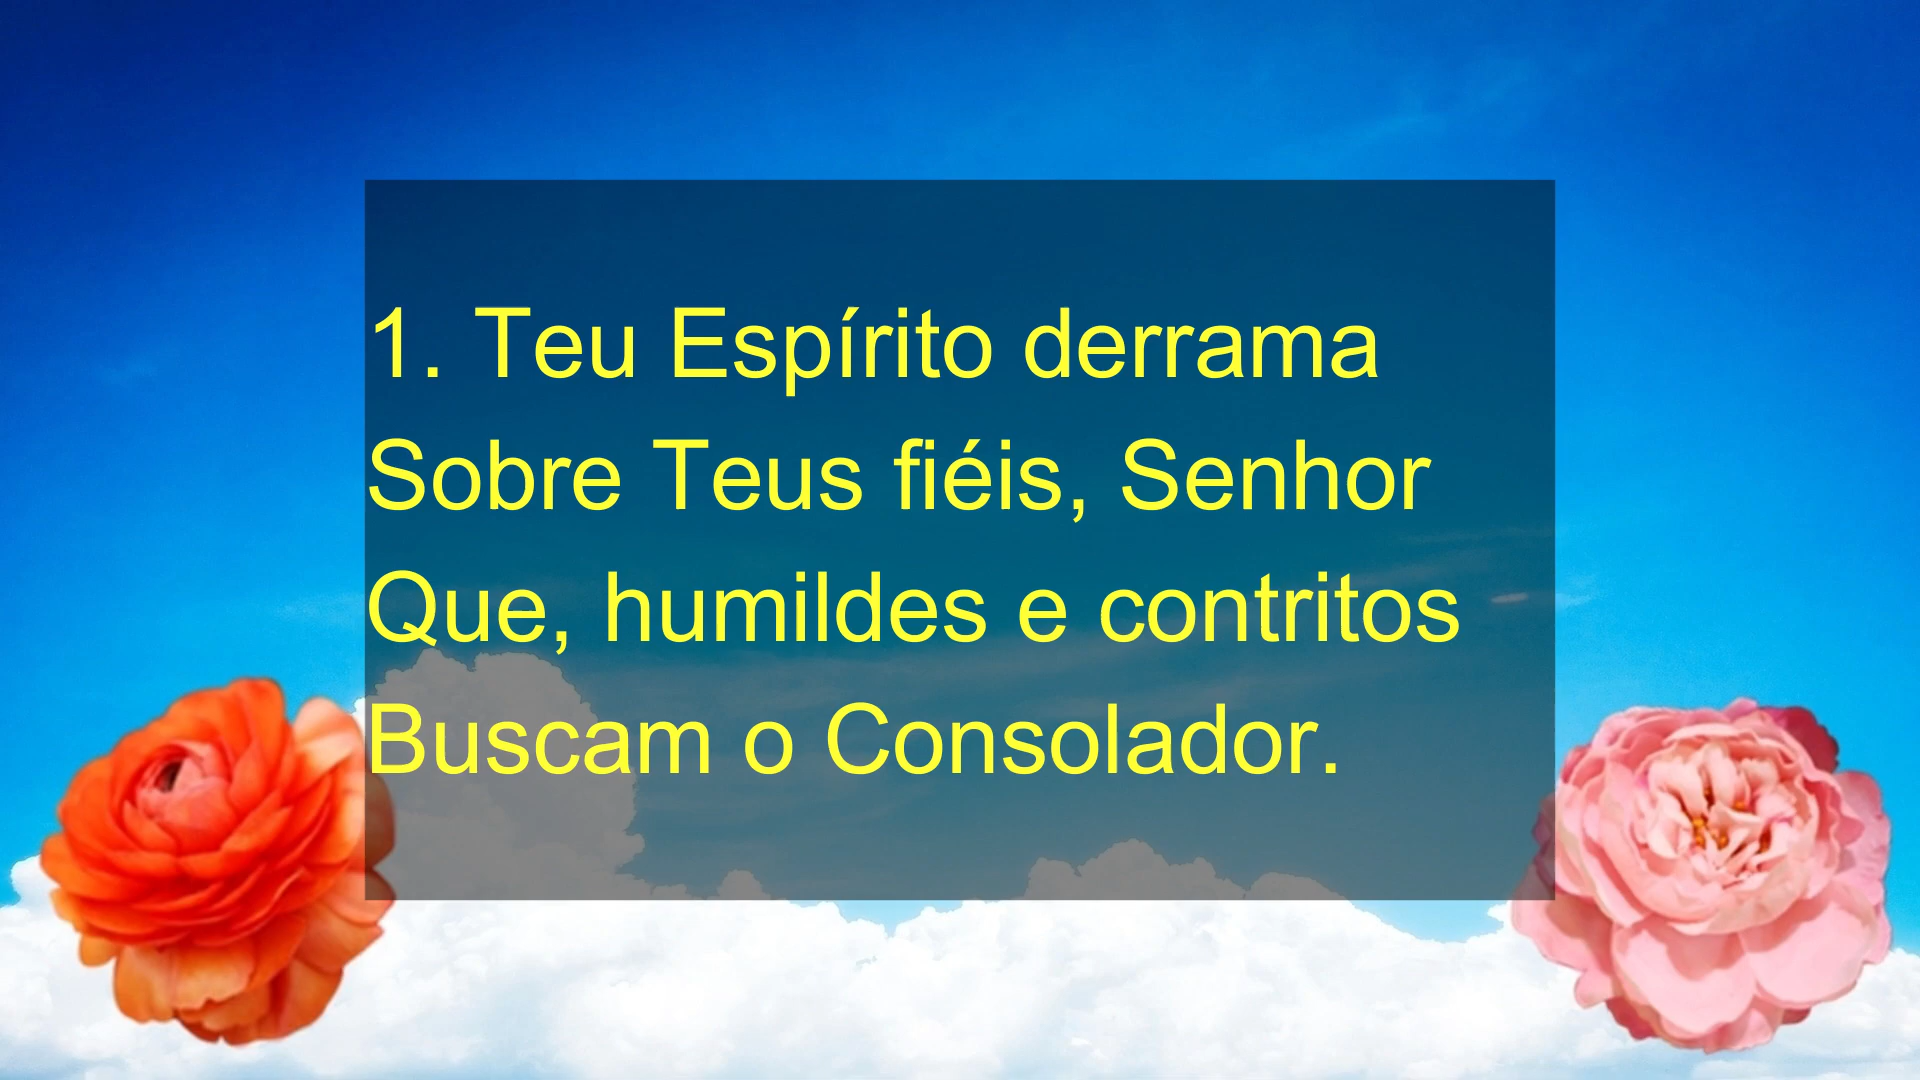 1. Teu Espírito derrama
Sobre Teus fiéis, Senhor
Que, humildes e contritos
Buscam o Consolador.